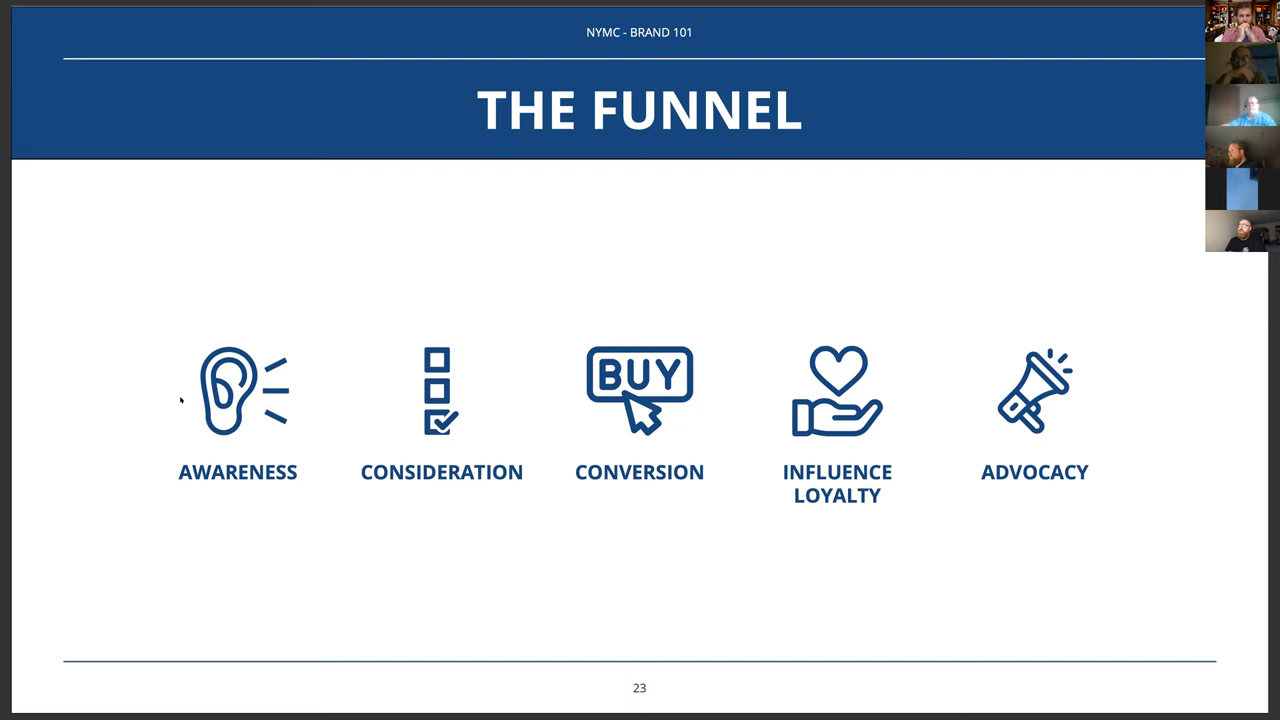 NYMC - BRAND 101
THE FUNNEL
BUY
AWARENESS
CONSIDERATION
CONVERSION
INFLUENCE
LOYALTY
ADVOCACY
23